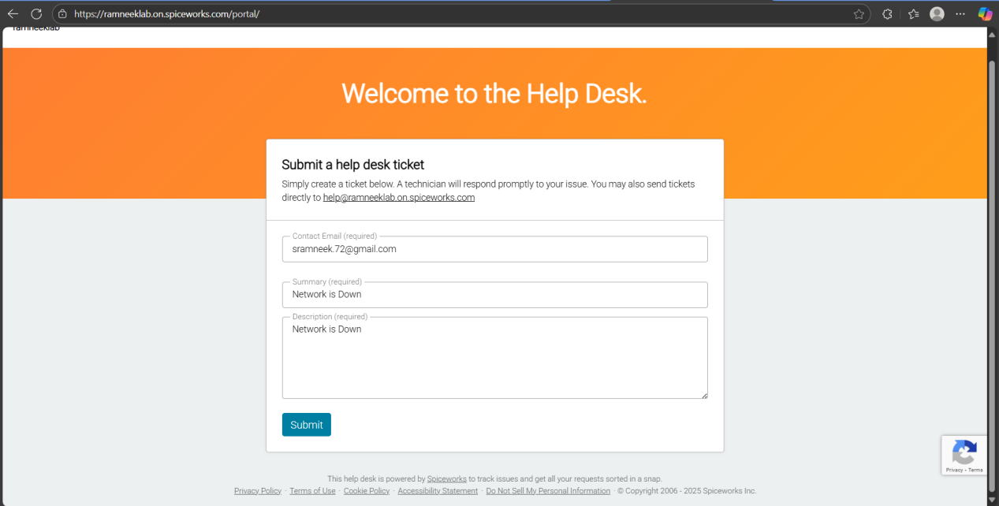 https://ramneeklab.on.spiceworks.com/portal/
ramneeklab
Welcome to the Help Desk.
Submit a help desk ticket
Simply create a ticket below. A technician will respond promptly to your issue. You may also send tickets
directly to help@ramneeklab.on.spiceworks.com
Contact Email (required)
sramneek.72@gmail.com
Summary (required)
Network is Down
Description (required)
Network is Down
Submit
Privacy - Terms
This help desk is powered by Spiceworks to track issues and get all your requests sorted in a snap.
Privacy Policy · Terms of Use · Cookie Policy · Accessibility Statement · Do Not Sell My Personal Information · © Copyright 2006 - 2025 Spiceworks Inc.